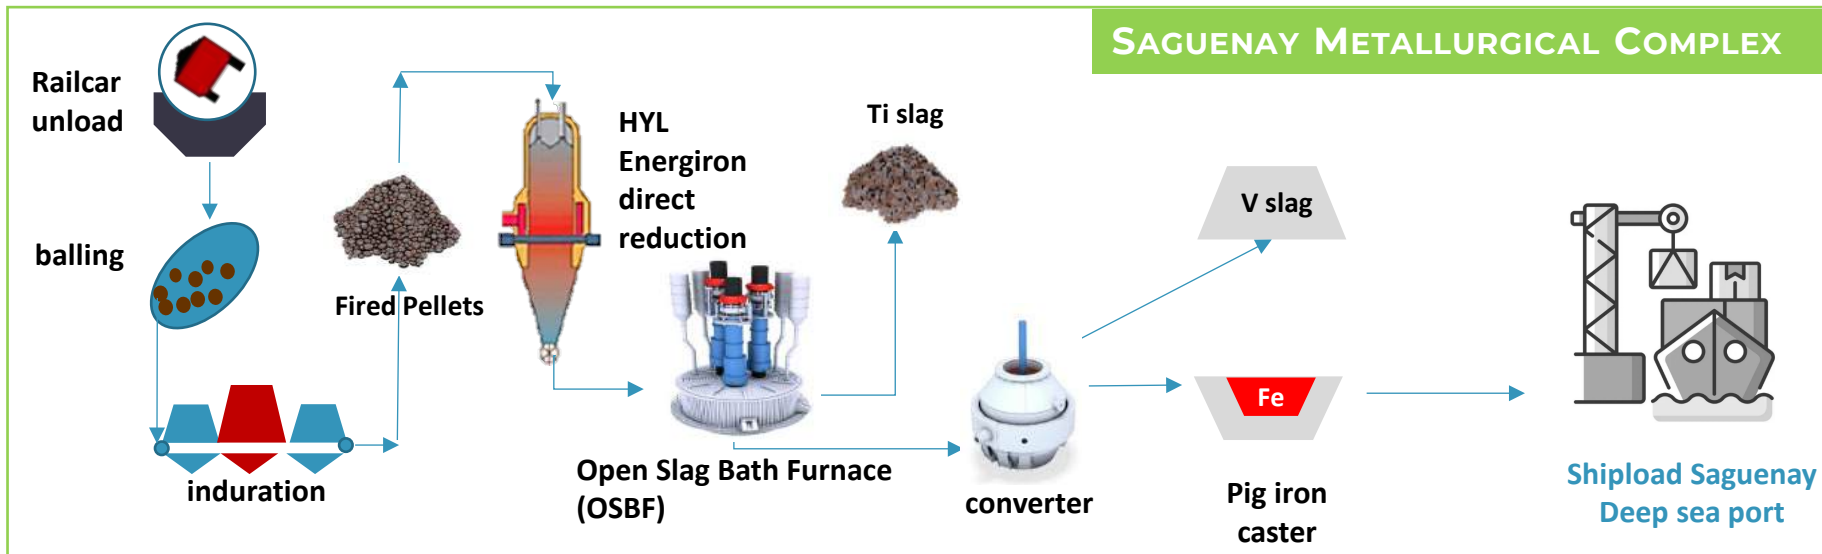 SAGUENAY METALLURGICAL COMPLEX
Railcar
unload
balling
induration
Fired Pellets
HYL
Energiron
direct
reduction
Open Slag Bath Furnace
(OSBF)
Ti slag
converter
V slag
Fe
Pig iron
caster
Shipload Saguenay
Deep sea port